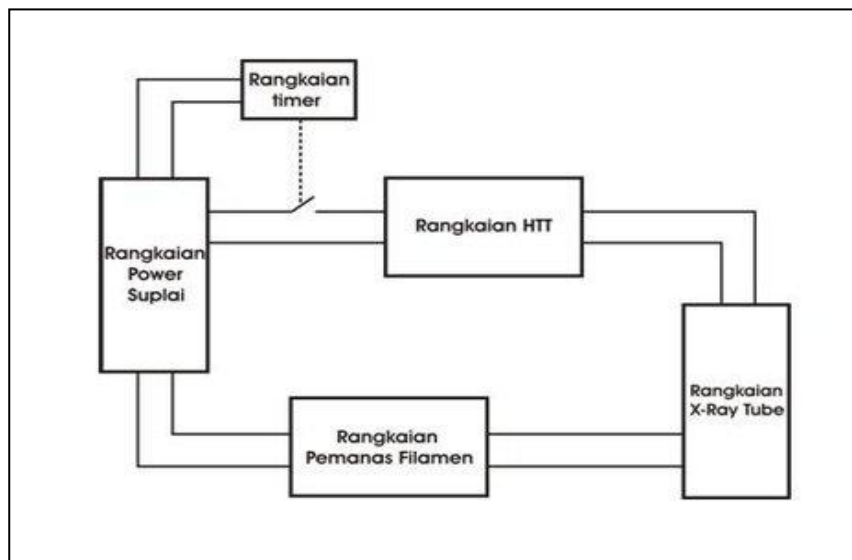 Rangkaian
timer
Rangkaian HTT
Rangkaian
Power
Suplai
Rangkaian
X-Ray Tube
Rangkaian
Pemanas Filamen